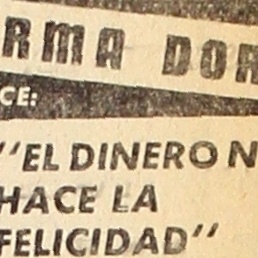 RMA DOR
CE:
"EL DINERO N
HACE LA
FELICIDAD"